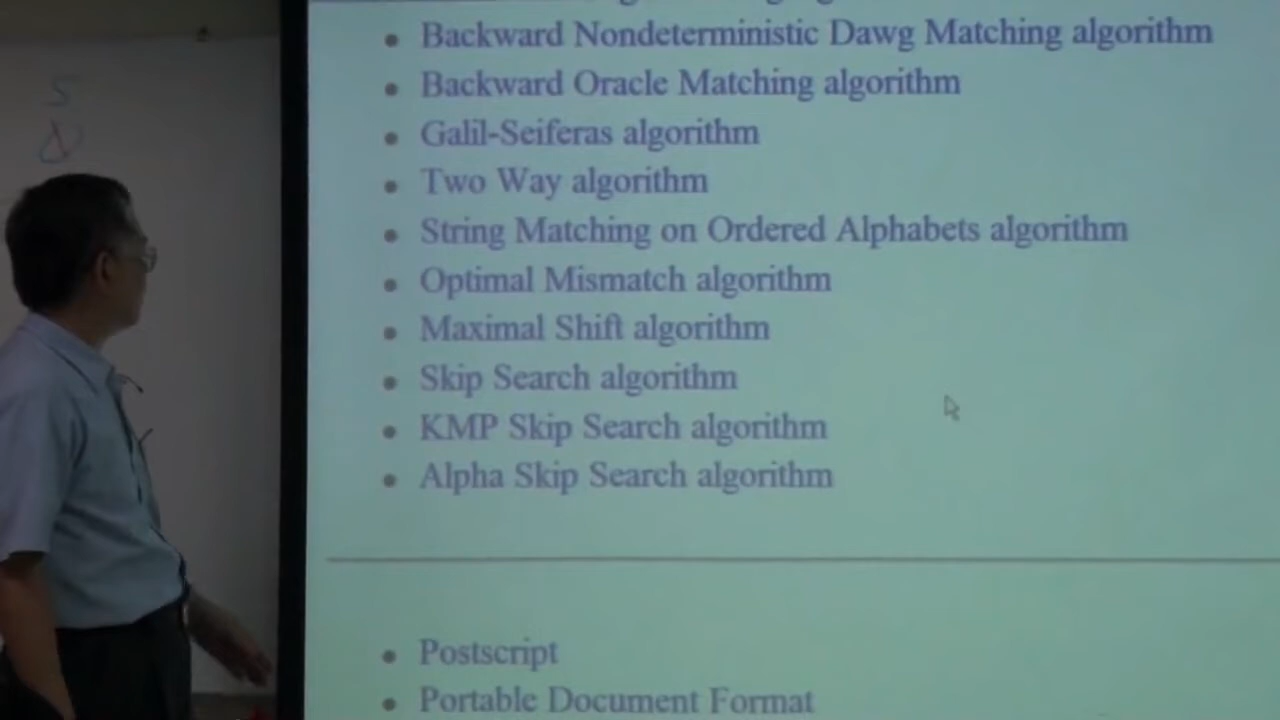 Backward Nondeterministic Dawg Matching algorithm
Backward Oracle Matching algorithm
Galil-Seiferas algorithm
Two Way algorithm
String Matching on Ordered Alphabets algorithm
Optimal Mismatch algorithm
Maximal Shift algorithm
Skip Search algorithm
KMP Skip Search algorithm
Alpha Skip Search algorithm
Postscript
Portable Document Format